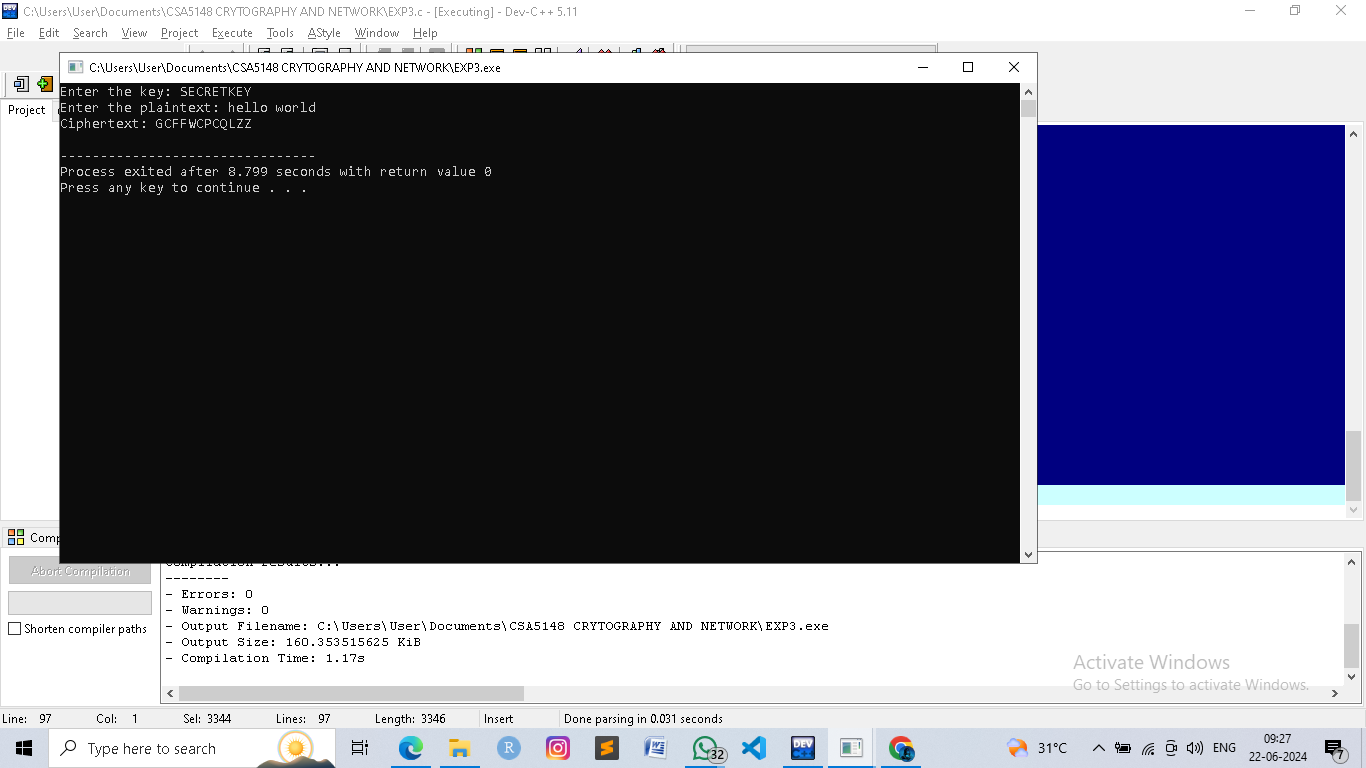 C:\Users\User\Documents\CSA5148 CRYTOGRAPHY AND NETWORK\EXP3.c - [Executing] - Dev-C++ 5.11
File Edit Search View Project Execute Tools AStyle Window Help
C:\Users\User\Documents\CSA5148 CRYTOGRAPHY AND NETWORK\EXP3.exe
Project
Enter the key: SECRETKEY
Enter the plaintext: hello world
Ciphertext: GCFFWCPCQLZZ
--------------------------------
Process exited after 8.799 seconds with return value 0
Press any key to continue . . .
Abort Compilation
Shorten compiler paths
Compilation results...
--------
- Errors: 0
- Warnings: 0
- Output Filename: C:\Users\User\Documents\CSA5148 CRYTOGRAPHY AND NETWORK\EXP3.exe
- Output Size: 160.353515625 KiB
- Compilation Time: 1.17s
Activate Windows
Go to Settings to activate Windows.
Line: 97 Col: 1 Sel: 3344 Lines: 97 Length: 3346 Insert Done parsing in 0.031 seconds
Type here to search
32
DEV
31°C
ENG
09:27
22-06-2024
7